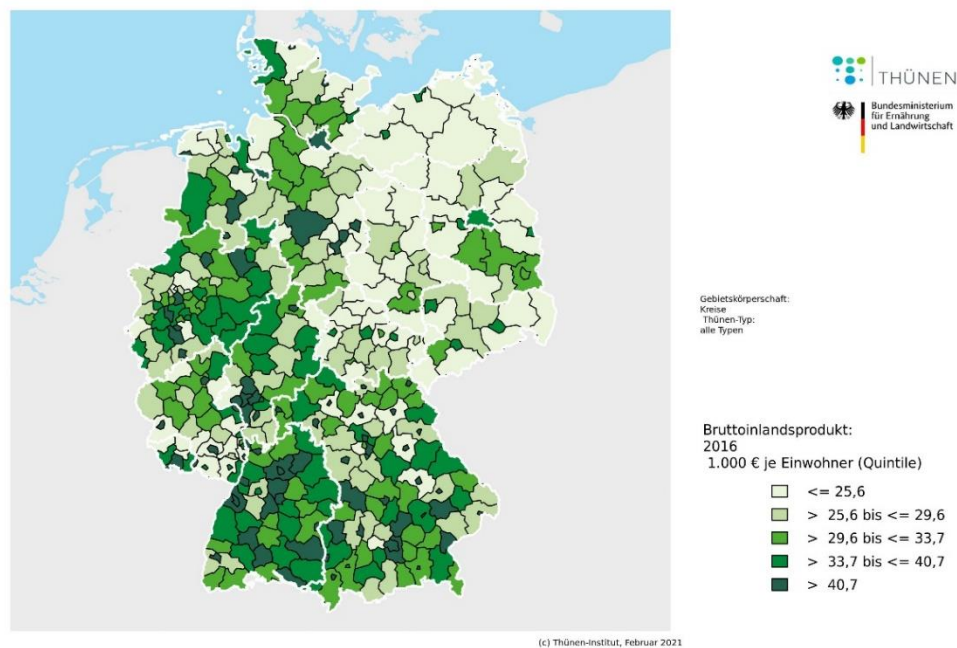 THÜNEN
Bundesministerium
für Ernährung
und Landwirtschaft
Gebietskörperschaft:
Kreise
Thünen-Typ:
alle Typen
Bruttoinlandsprodukt:
2016
1.000 € je Einwohner (Quintile)
<= 25,6
> 25,6 bis <= 29,6
> 29,6 bis <= 33,7
> 33,7 bis <= 40,7
> 40,7
(c) Thünen-Institut, Februar 2021